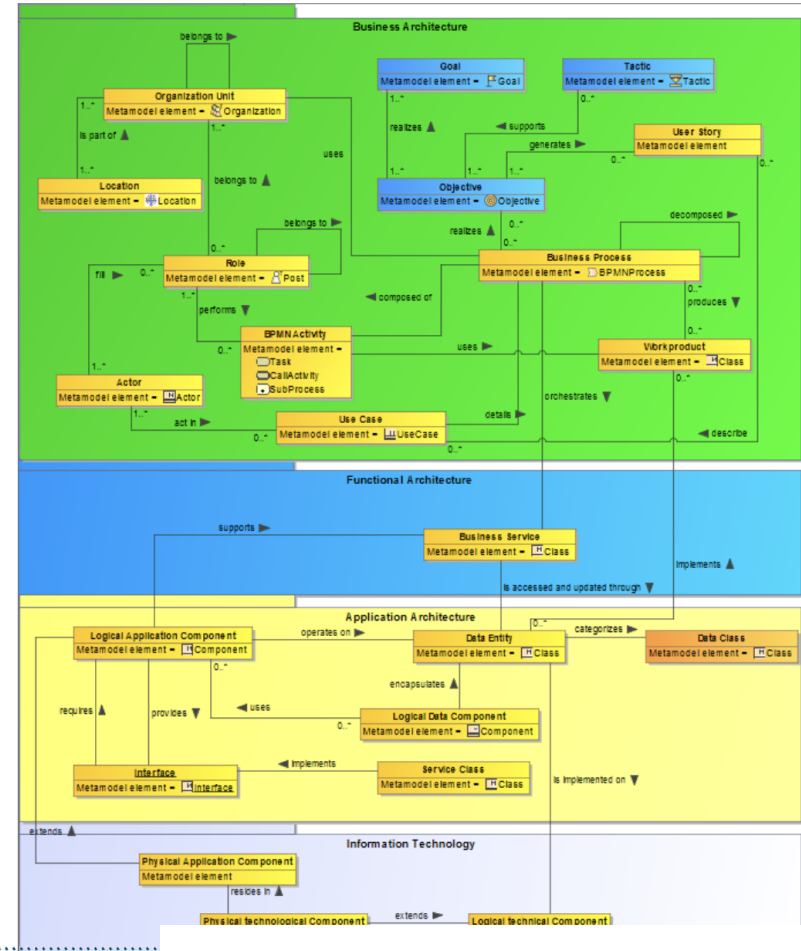 Business Architecture
belongs to
Goal
Metamodel element = Goal
Tactic
Metamodel element = Tactic
Organization Unit
Metamodel element = Organization
1..*
1..*
1..*
0..*
is part of
realizes
supports
generates
User Story
Metamodel element
uses
0..*
0..*
1..*
1..*
1..*
1..*
Location
Metamodel element = Location
belongs to
Objective
Metamodel element = Objective
decomposed
belongs to
realizes
0..*
0..*
0..*
Role
Metamodel element = Post
Business Process
Metamodel element = BPMNProcess
fill
0..*
1..*
composed of
0..*
produces
performs
BPMN Activity
Metamodel element =
Task
CallActivity
SubProcess
0..*
uses
0..*
Workproduct
Metamodel element = Class
1..*
0..*
Actor
Metamodel element = Actor
orchestrates
1..*
act in
0..*
Use Case
Metamodel element = UseCase
details
0..*
describe
Functional Architecture
supports
Business Service
Metamodel element = Class
Implements
Is accessed and updated through
Application Architecture
0..*
Logical Application Component
Metamodel element = Component
operates on
Data Entity
Metamodel element = Class
categorizes
Data Class
Metamodel element = Class
0..*
encapsulates
requires
provides
uses
0..*
Logical Data Component
Metamodel element = Component
Interface
Metamodel element = Interface
Implements
Service Class
Metamodel element = Class
Is Implemented on
extends
Information Technology
Physical Application Component
Metamodel element
resides in
Physical technological Component
extends
Logical technical Component